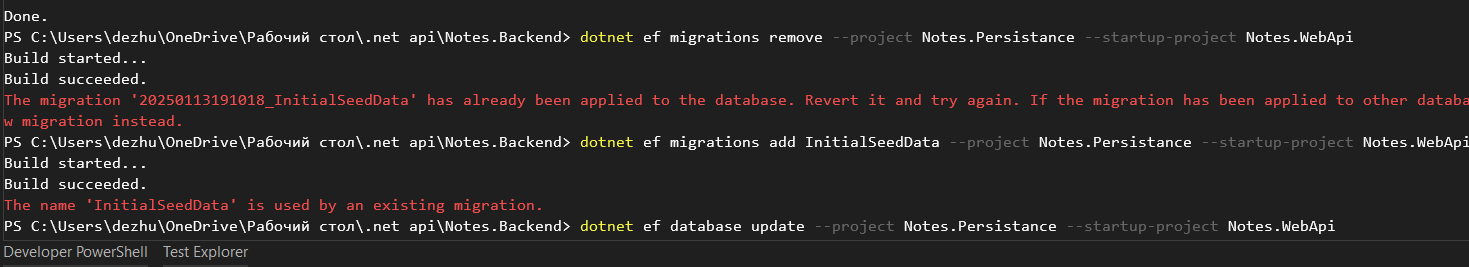 Done.
PS C:\Users\dezhu\OneDrive\Рабочий стол\.net api\Notes.Backend> dotnet ef migrations remove --project Notes.Persistance --startup-project Notes.WebApi
Build started...
Build succeeded.
The migration '20250113191018_InitialSeedData' has already been applied to the database. Revert it and try again. If the migration has been applied to other databa
w migration instead.
PS C:\Users\dezhu\OneDrive\Рабочий стол\.net api\Notes.Backend> dotnet ef migrations add InitialSeedData --project Notes.Persistance --startup-project Notes.WebApi
Build started...
Build succeeded.
The name 'InitialSeedData' is used by an existing migration.
PS C:\Users\dezhu\OneDrive\Рабочий стол\.net api\Notes.Backend> dotnet ef database update --project Notes.Persistance --startup-project Notes.WebApi
Developer PowerShell Test Explorer